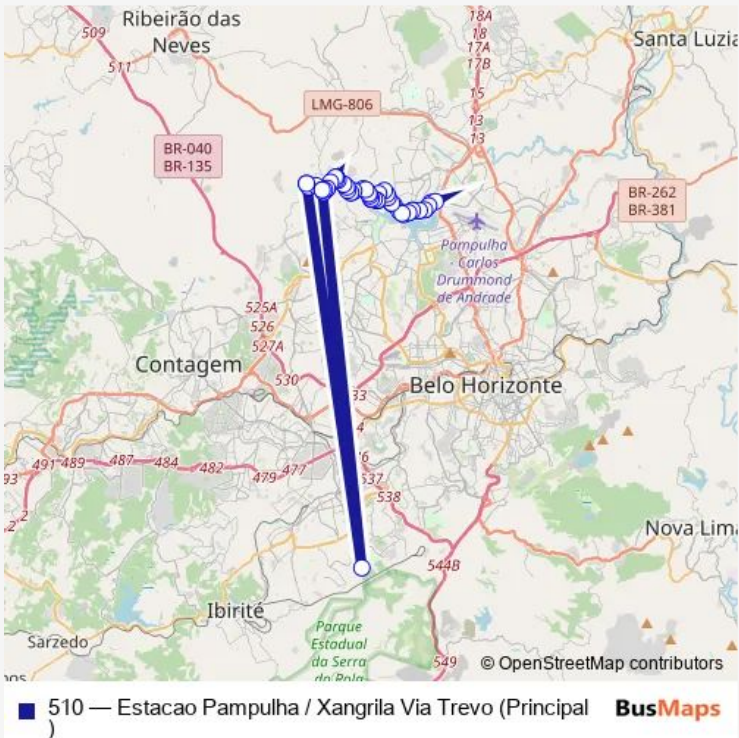 Ribeirão das
Neves
509
511
18A
18
17A
17B
Santa Luzia
15
LMG-806
13
13
BR-040
BR-135
BR-262
BR-381
Pampulha
- Carlos
Drummond
de Andrade
525A
526
527A
Contagem
530
Belo Horizonte
491
489
487
484
482
479
477
537
538
Nova Lim
544B
Ibirité
Sarzedo
Parque
Estadual
da Serra
549
© OpenStreetMap contributors
510 — Estacao Pampulha / Xangrila Via Trevo (Principal
)
BusMaps